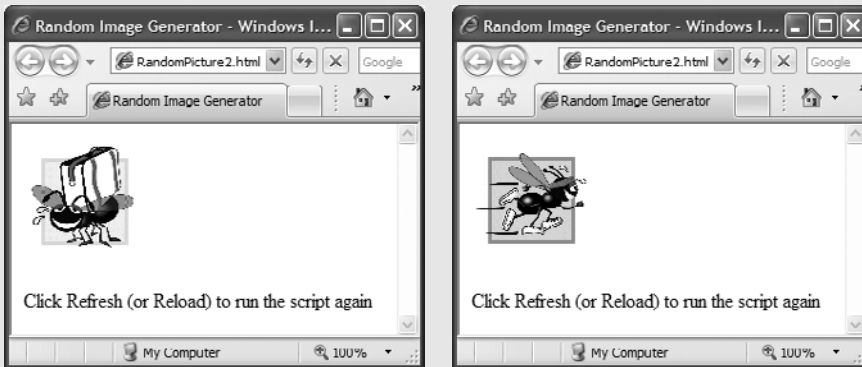 Random Image Generator - Windows I...
RandomPicture2.html
Google
Random Image Generator
Click Refresh (or Reload) to run the script again
My Computer
100%
Random Image Generator - Windows I...
RandomPicture2.html
Google
Random Image Generator
Click Refresh (or Reload) to run the script again
My Computer
100%